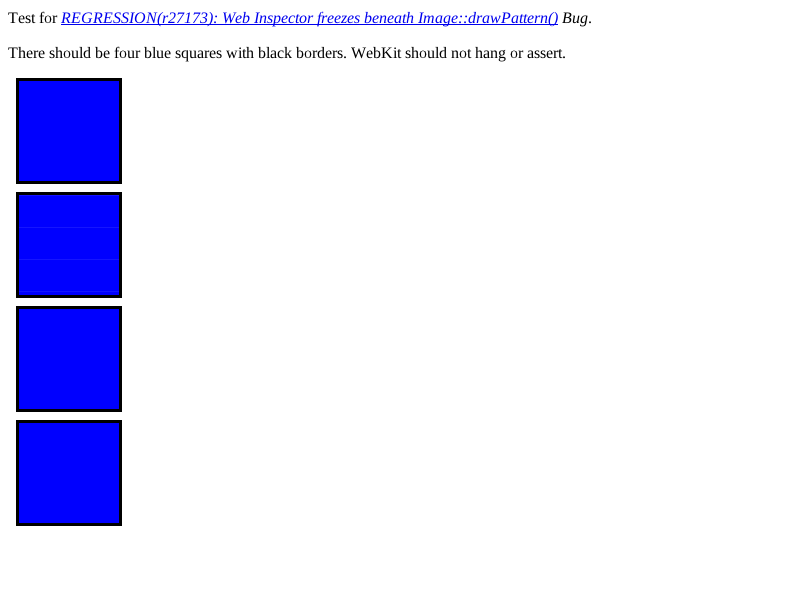 Test for REGRESSION(r27173): Web Inspector freezes beneath Image::drawPattern() Bug.
There should be four blue squares with black borders. WebKit should not hang or assert.